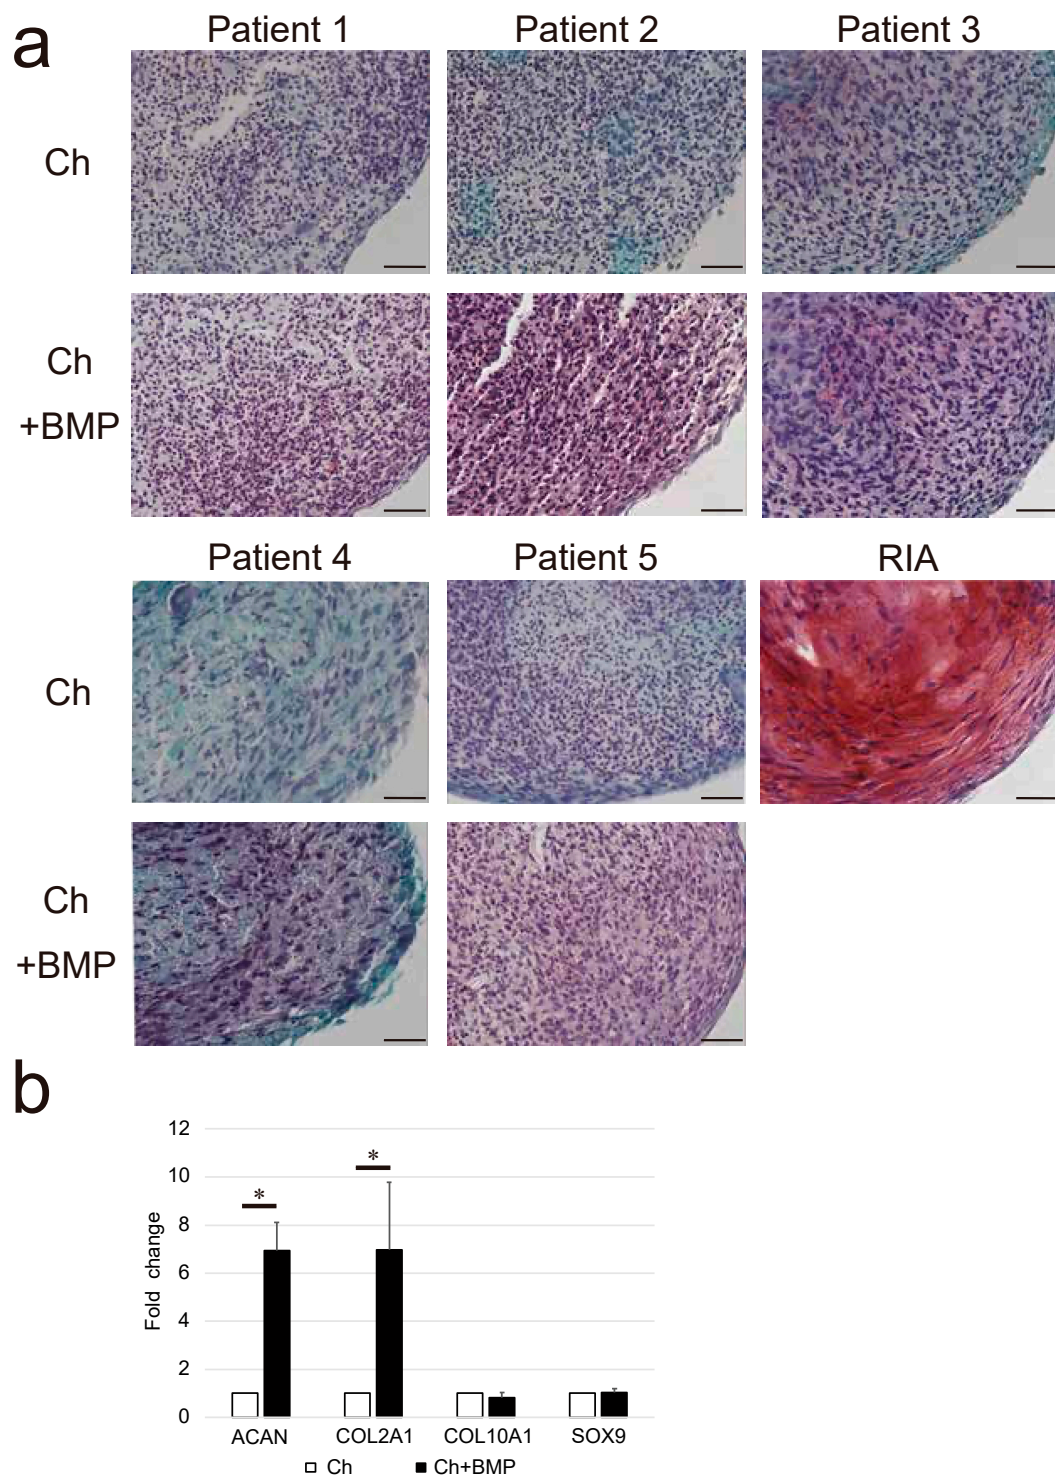 a
Patient 1 Patient 2 Patient 3
Ch
Ch
+BMP
Patient 4 Patient 5 RIA
Ch
Ch
+BMP
b
12
10
8
6
4
2
0
Fold change
*
*
ACAN COL2A1 COL10A1 SOX9
Ch Ch+BMP